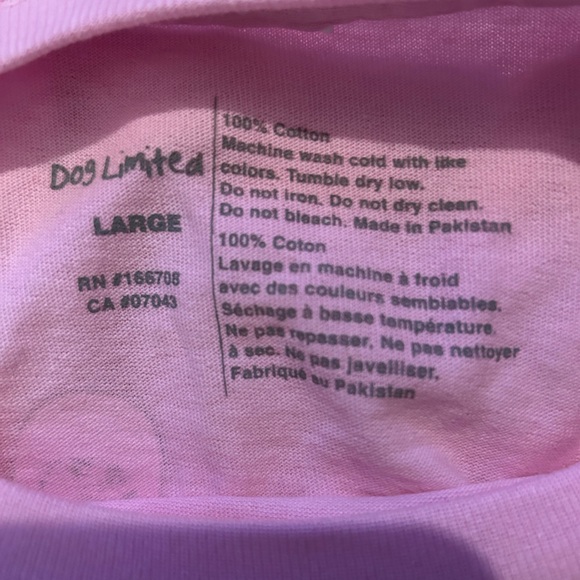 Dog Limited
LARGE
RN #166708
CA #07043
100% Cotton
Machine wash cold with like
colors. Tumble dry low.
Do not iron. Do not dry clean.
Do not bleach. Made in Pakistan
100% Coton
Lavage en machine à froid
avec des couleurs semblables.
Séchage à basse température.
Ne pas repasser. Ne pas nettoyer
à sec. Ne pas javelliser.
Fabriqué au Pakistan